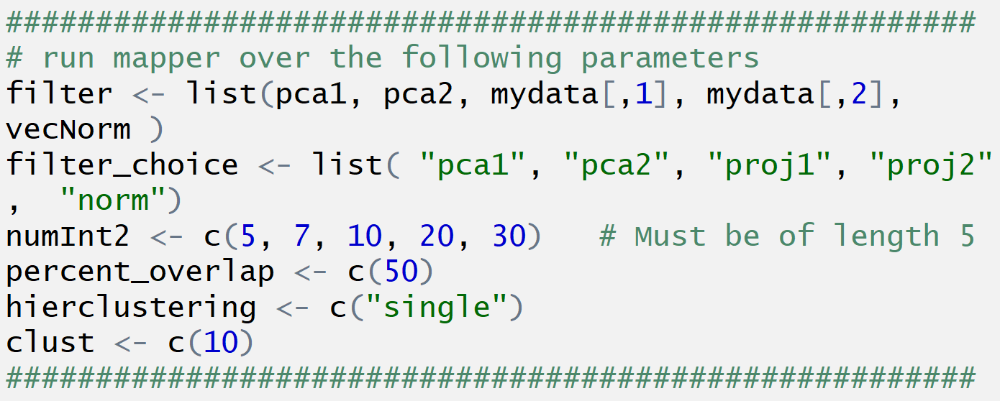 ######################################################
# run mapper over the following parameters
filter <- list(pca1, pca2, mydata[,1], mydata[,2],
vecNorm )
filter_choice <- list( "pca1", "pca2", "proj1", "proj2"
,  "norm")
numInt2 <- c(5, 7, 10, 20, 30)   # Must be of length 5
percent_overlap <- c(50)
hierclustering <- c("single")
clust <- c(10)
######################################################